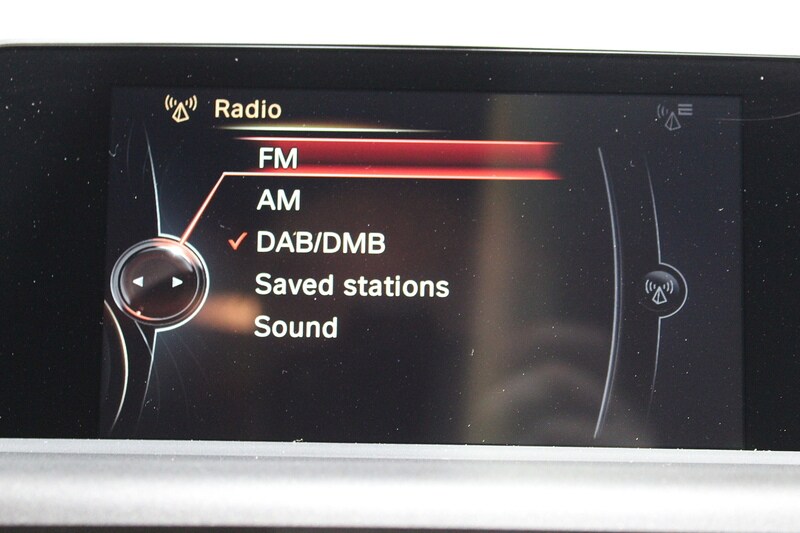 Radio
FM
AM
DAB/DMB
Saved stations
Sound